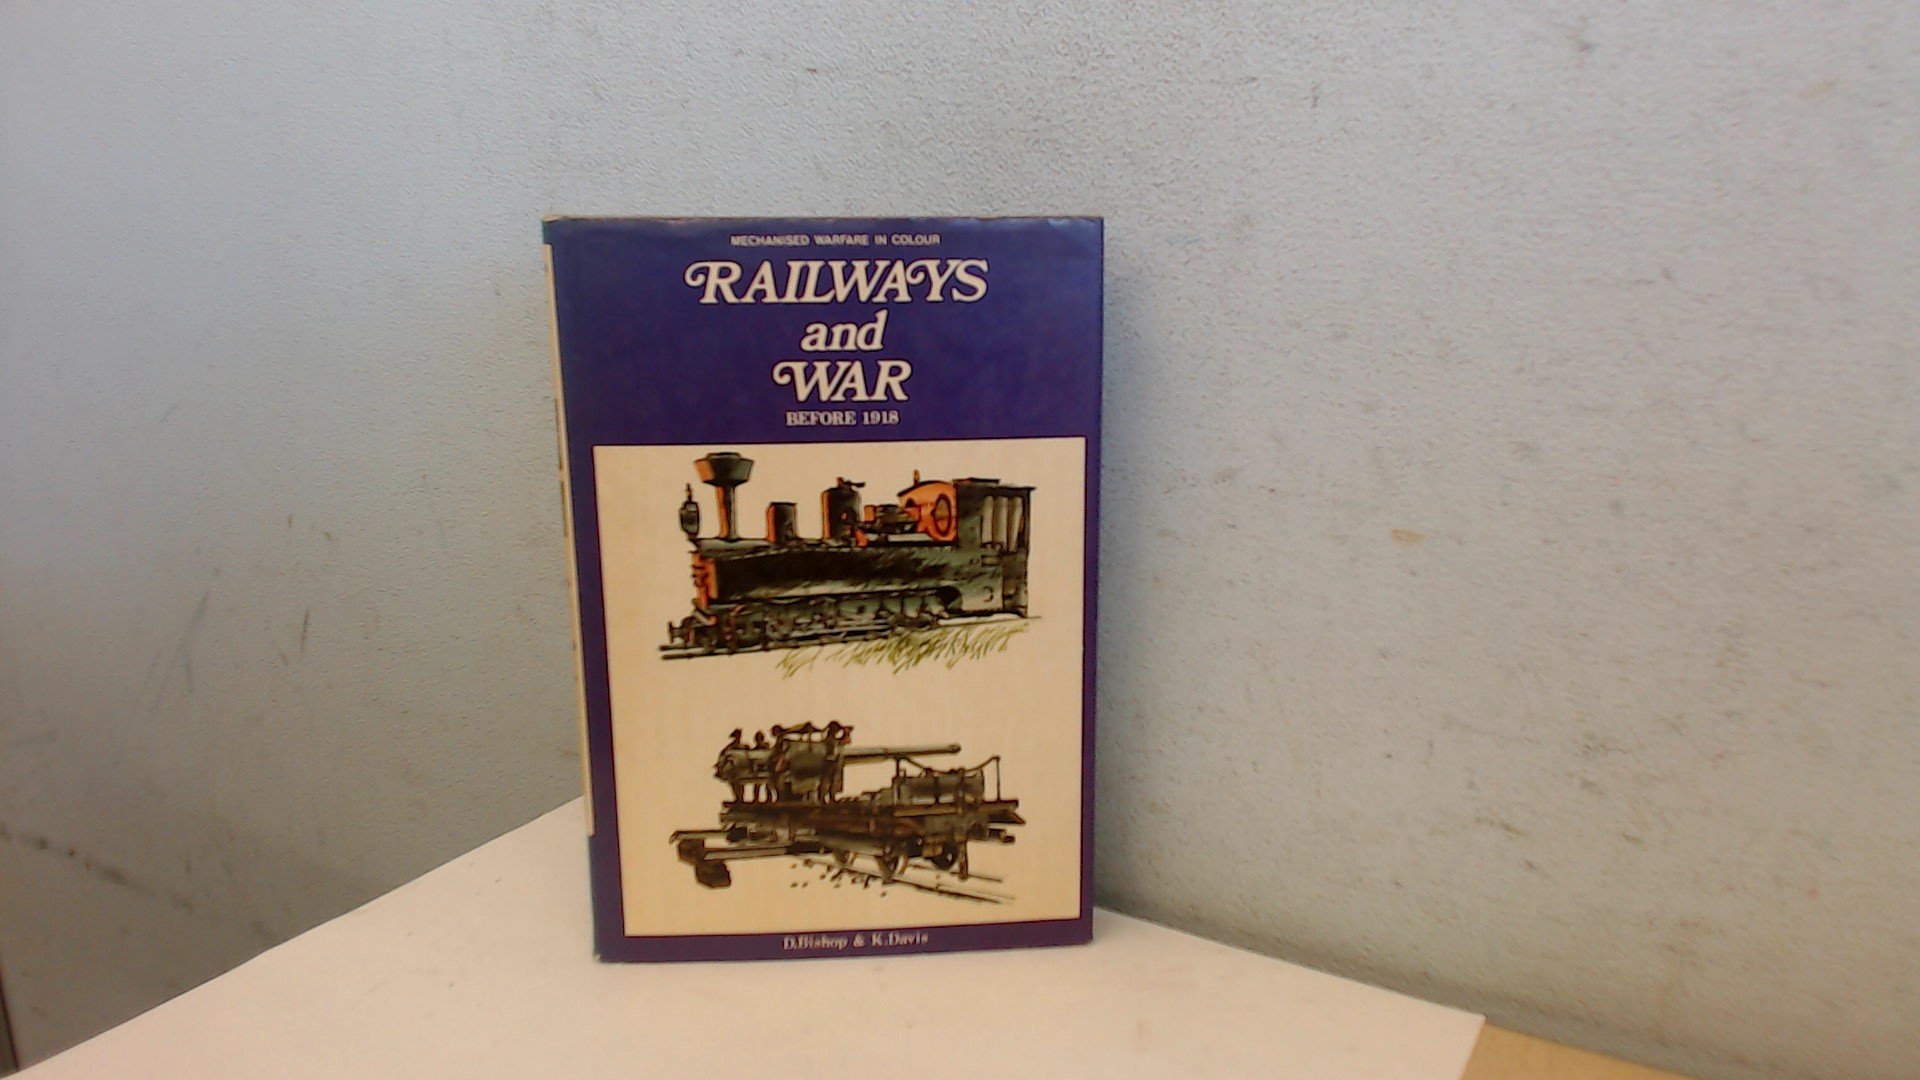 MECHANISED WARFARE IN COLOUR
RAILWAYS
and
WAR
BEFORE 1918
D.Bishop & K.Davis